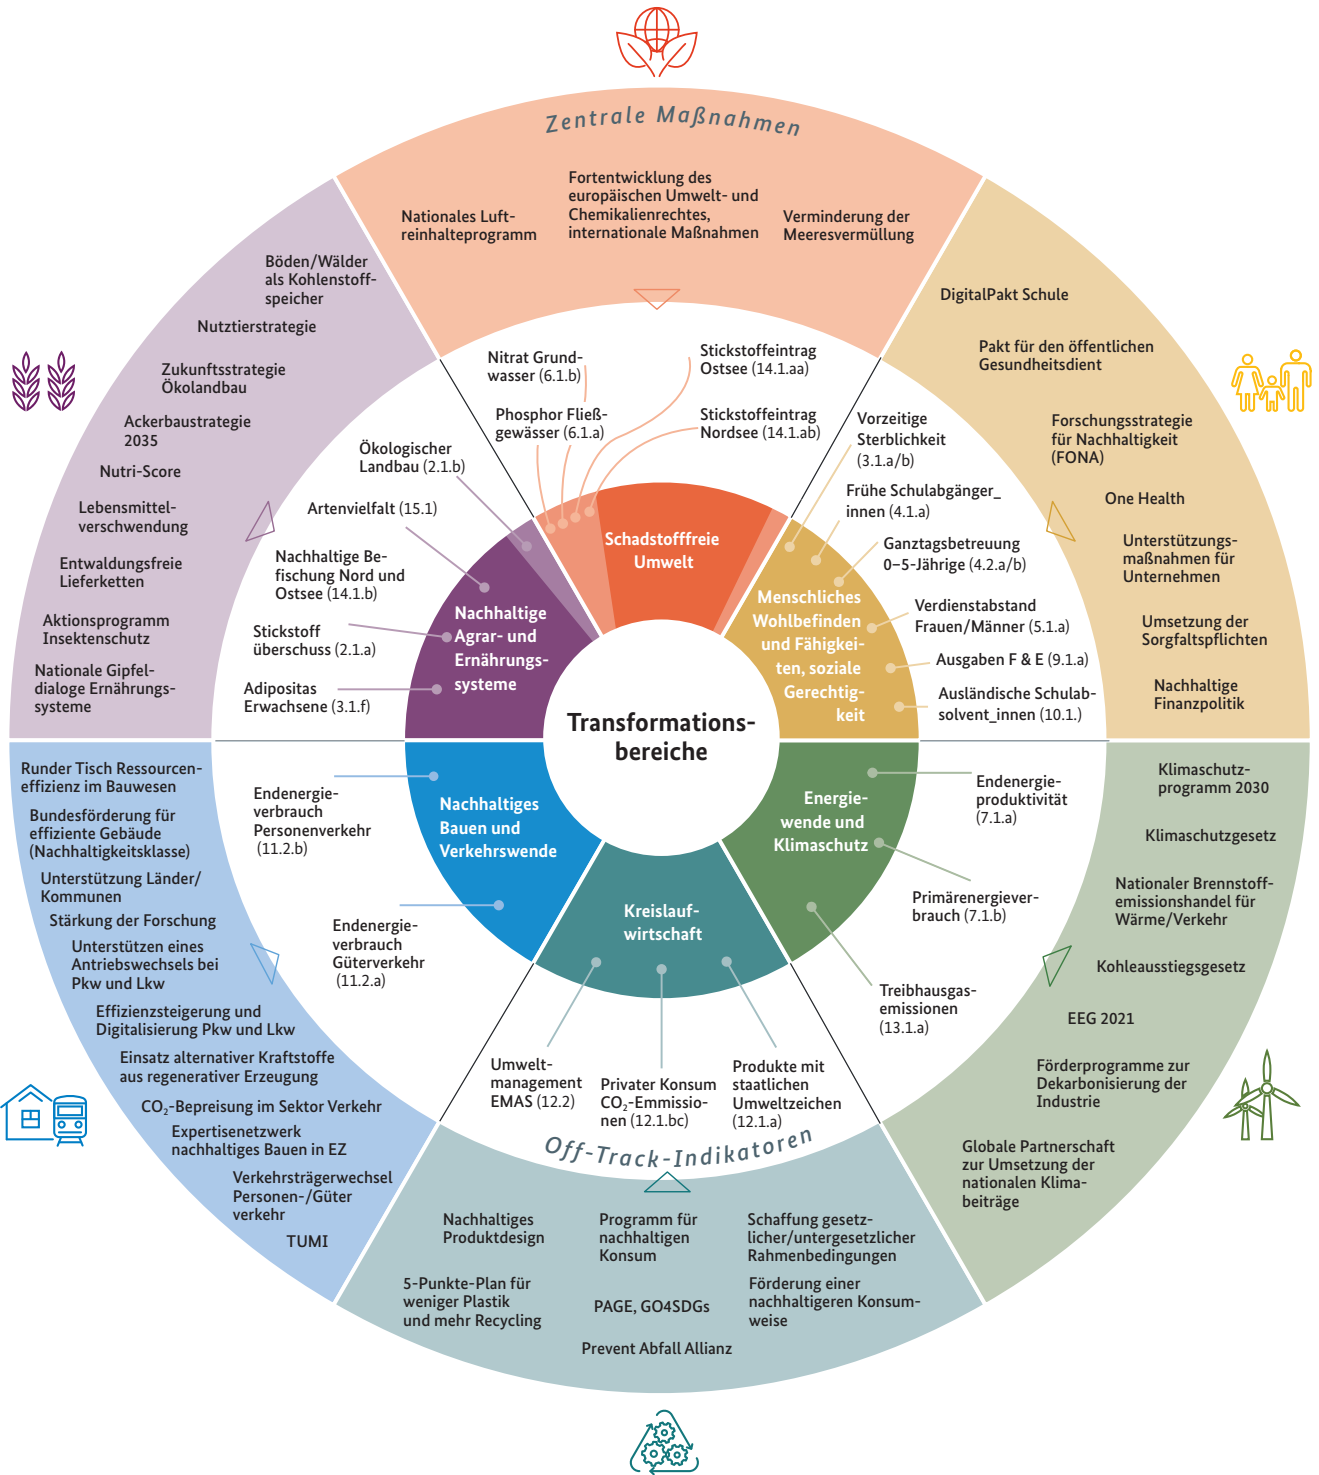 Zentrale Maßnahmen
Nationales Luft-
reinhalteprogramm
Fortentwicklung des
europäischen Umwelt- und
Chemikalienrechtes,
internationale Maßnahmen
Verminderung der
Meeresvermüllung
DigitalPakt Schule
Pakt für den öffentlichen
Gesundheitsdient
Forschungsstrategie
für Nachhaltigkeit
(FONA)
One Health
Unterstützungs-
maßnahmen für
Unternehmen
Umsetzung der
Sorgfaltspflichten
Nachhaltige
Finanzpolitik
Klimaschutz-
programm 2030
Klimaschutzgesetz
Nationaler Brennstoff-
emissionshandel für
Wärme/Verkehr
Kohleausstiegsgesetz
EEG 2021
Förderprogramme zur
Dekarbonisierung der
Industrie
Globale Partnerschaft
zur Umsetzung der
nationalen Klima-
beiträge
Schaffung gesetz-
licher/untergesetzlicher
Rahmenbedingungen
Förderung einer
nachhaltigeren Konsum-
weise
Programm für
nachhaltigen
Konsum
PAGE, GO4SDGs
Prevent Abfall Allianz
Nachhaltiges
Produktdesign
5-Punkte-Plan für
weniger Plastik
und mehr Recycling
Runder Tisch Ressourcen-
effizienz im Bauwesen
Bundesförderung für
effiziente Gebäude
(Nachhaltigkeitsklasse)
Unterstützung Länder/
Kommunen
Stärkung der Forschung
Unterstützen eines
Antriebswechsels bei
Pkw und Lkw
Effizienzsteigerung und
Digitalisierung Pkw und Lkw
Einsatz alternativer Kraftstoffe
aus regenerativer Erzeugung
CO₂-Bepreisung im Sektor Verkehr
Expertisenetzwerk
nachhaltiges Bauen in EZ
Verkehrsträgerwechsel
Personen-/Güter
verkehr
TUMI
Böden/Wälder
als Kohlenstoff-
speicher
Nutztierstrategie
Zukunftsstrategie
Ökolandbau
Ackerbaustrategie
2035
Nutri-Score
Lebensmittel-
verschwendung
Entwaldungsfreie
Lieferketten
Aktionsprogramm
Insektenschutz
Nationale Gipfel-
dialoge Ernährungs-
systeme
Nitrat Grund-
wasser (6.1.b)
Phosphor Fließ-
gewässer (6.1.a)
Stickstoffeintrag
Ostsee (14.1.aa)
Stickstoffeintrag
Nordsee (14.1.ab)
Vorzeitige
Sterblichkeit
(3.1.a/b)
Frühe Schulabgänger_
innen (4.1.a)
Ganztagsbetreuung
0–5-Jährige (4.2.a/b)
Verdienstabstand
Frauen/Männer (5.1.a)
Ausgaben F & E (9.1.a)
Ausländische Schulab-
solvent_innen (10.1.)
Endenergie-
produktivität
(7.1.a)
Primärenergiever-
brauch (7.1.b)
Treibhausgas-
emissionen
(13.1.a)
Produkte mit
staatlichen
Umweltzeichen
(12.1.a)
Privater Konsum
CO₂-Emmissio-
nen (12.1.bc)
Umwelt-
management
EMAS (12.2)
Off-Track-Indikatoren
Endenergie-
verbrauch
Güterverkehr
(11.2.a)
Endenergie-
verbrauch
Personenverkehr
(11.2.b)
Adipositas
Erwachsene (3.1.f)
Stickstoff
überschuss (2.1.a)
Nachhaltige Be-
fischung Nord und
Ostsee (14.1.b)
Artenvielfalt (15.1)
Ökologischer
Landbau (2.1.b)
Schadstofffreie
Umwelt
Menschliches
Wohlbefinden
und Fähigkei-
ten, soziale
Gerechtig-
keit
Energie-
wende und
Klimaschutz
Kreislauf-
wirtschaft
Nachhaltiges
Bauen und
Verkehrswende
Nachhaltige
Agrar- und
Ernährungs-
systeme
Transformations-
bereiche